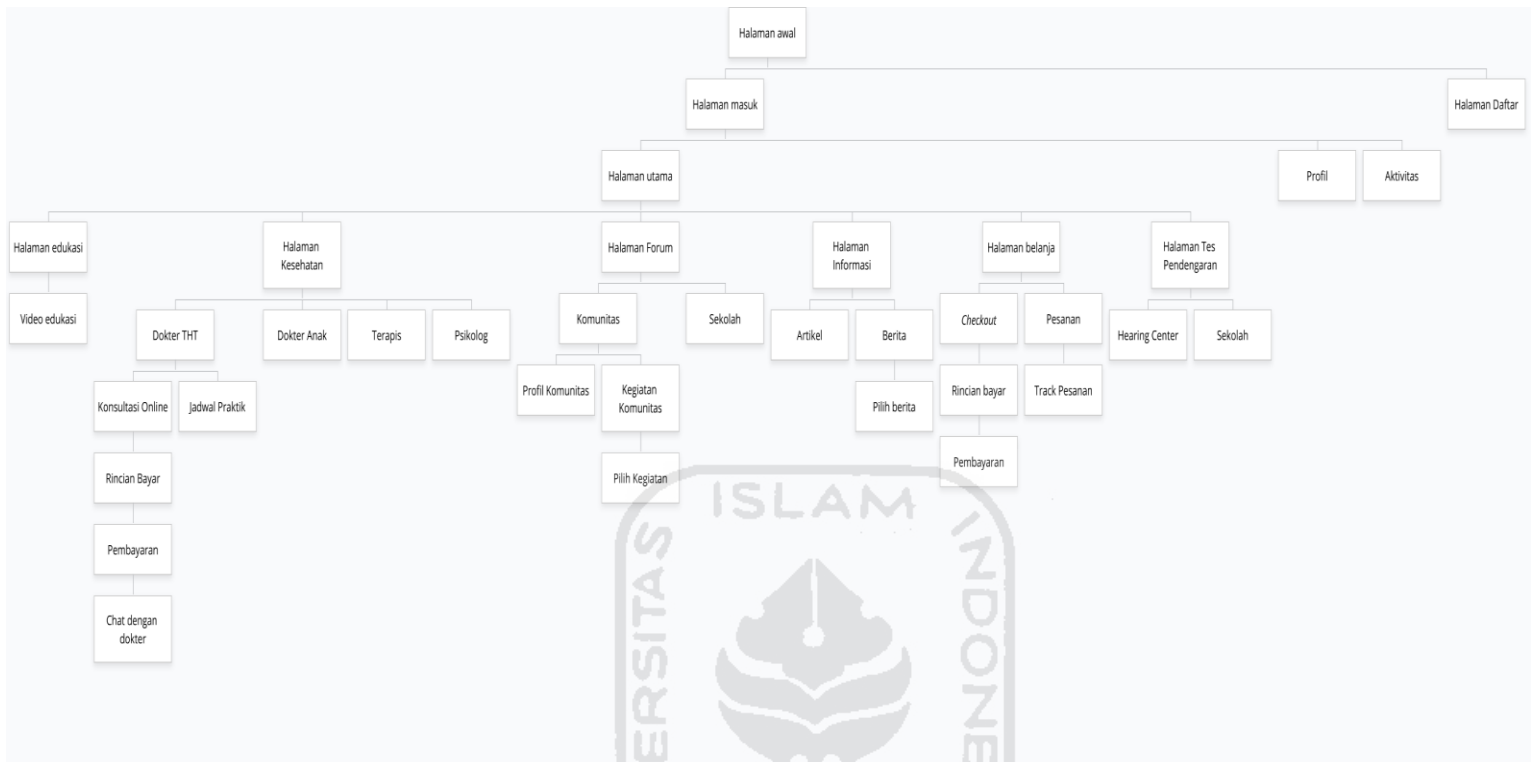 Halaman awal
Halaman masuk
Halaman Daftar
Halaman utama
Profil
Aktivitas
Halaman edukasi
Halaman
Kesehatan
Halaman Forum
Halaman
Informasi
Halaman belanja
Halaman Tes
Pendengaran
Video edukasi
Dokter THT
Dokter Anak
Terapis
Psikolog
Komunitas
Sekolah
Artikel
Berita
Checkout
Pesanan
Hearing Center
Sekolah
Konsultasi Online
Jadwal Praktik
Profil Komunitas
Kegiatan
Komunitas
Pilih berita
Rincian bayar
Track Pesanan
Rincian Bayar
Pilih Kegiatan
Pembayaran
Pembayaran
Chat dengan
dokter
ISLAM
ERSITAS
INDONE